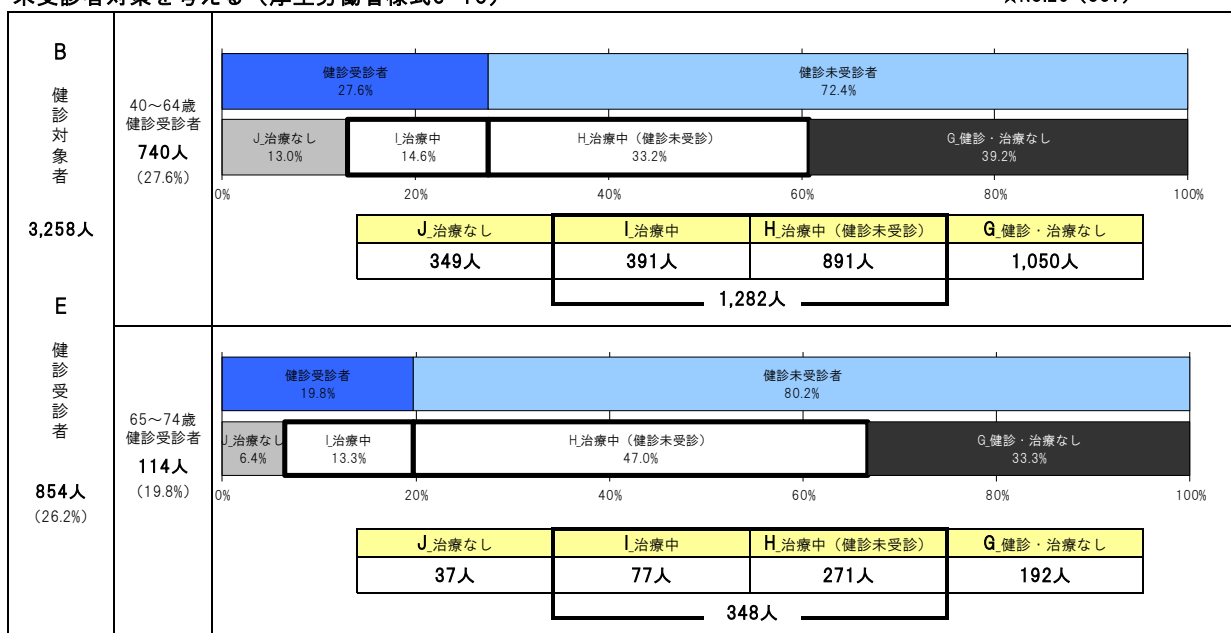 B
健診対象者
3,258人
E
健診受診者
854人
(26.2%)
40～64歳
健診受診者
740人
(27.6%)
健診受診者
27.6%
健診未受診者
72.4%
J_治療なし
13.0%
I_治療中
14.6%
H_治療中（健診未受診）
33.2%
G_健診・治療なし
39.2%
0%
20%
40%
60%
80%
100%
J_治療なし
I_治療中
H_治療中（健診未受診）
G_健診・治療なし
349人
391人
891人
1,050人
1,282人
65～74歳
健診受診者
114人
(19.8%)
健診受診者
19.8%
健診未受診者
80.2%
J_治療なし
6.4%
I_治療中
13.3%
H_治療中（健診未受診）
47.0%
G_健診・治療なし
33.3%
0%
20%
40%
60%
80%
100%
J_治療なし
I_治療中
H_治療中（健診未受診）
G_健診・治療なし
37人
77人
271人
192人
348人